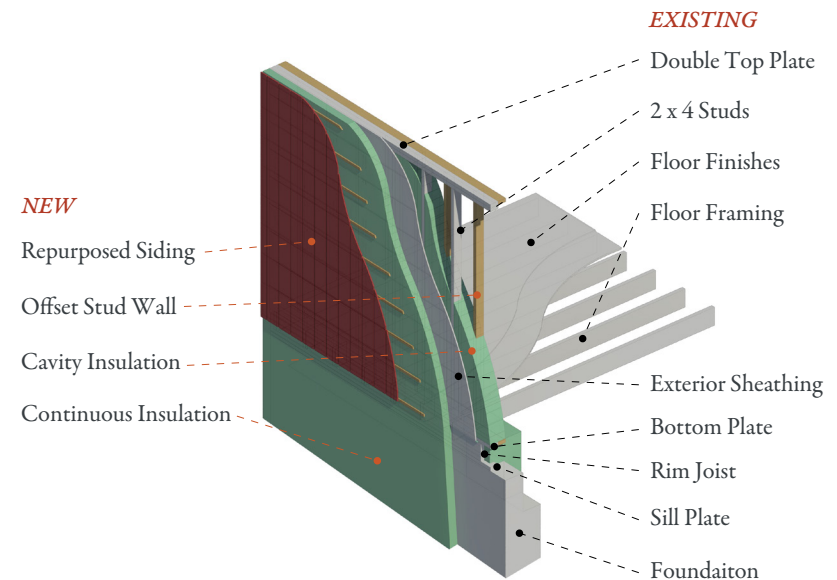 EXISTING
Double Top Plate
2 x 4 Studs
Floor Finishes
Floor Framing
NEW
Repurposed Siding
Offset Stud Wall
Cavity Insulation
Continuous Insulation
Exterior Sheathing
Bottom Plate
Rim Joist
Sill Plate
Foundaiton